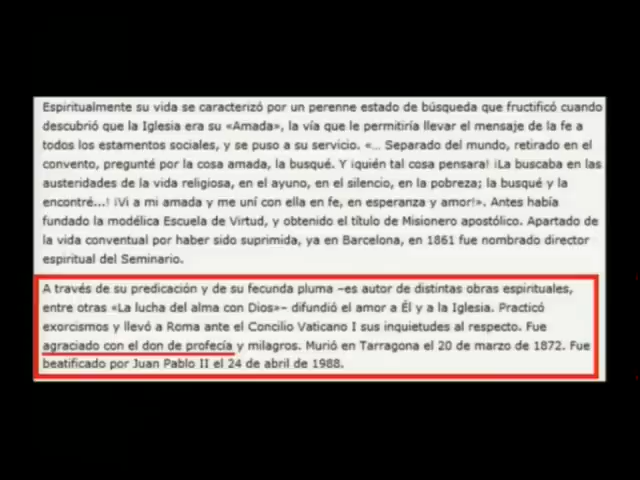 Espiritualmente su vida se caracterizó por un perenne estado de búsqueda que fructificó cuando
descubrió que la Iglesia era su «Amada», la vía que le permitiría llevar el mensaje de la fe a
todos los estamentos sociales, y se puso a su servicio. «… Separado del mundo, retirado en el
convento, pregunté por la cosa amada, la busqué. Y ¡quién tal cosa pensara! ¡La buscaba en las
austeridades de la vida religiosa, en el ayuno, en el silencio, en la pobreza; la busqué y la
encontré...! ¡Vi a mi amada y me uní con ella en fe, en esperanza y amor!». Antes había
fundado la modélica Escuela de Virtud, y obtenido el título de Misionero apostólico. Apartado de
la vida conventual por haber sido suprimida, ya en Barcelona, en 1861 fue nombrado director
espiritual del Seminario.
A través de su predicación y de su fecunda pluma –es autor de distintas obras espirituales,
entre otras «La lucha del alma con Dios»– difundió el amor a Él y a la Iglesia. Practicó
exorcismos y llevó a Roma ante el Concilio Vaticano I sus inquietudes al respecto. Fue
agraciado con el don de profecía y milagros. Murió en Tarragona el 20 de marzo de 1872. Fue
beatificado por Juan Pablo II el 24 de abril de 1988.